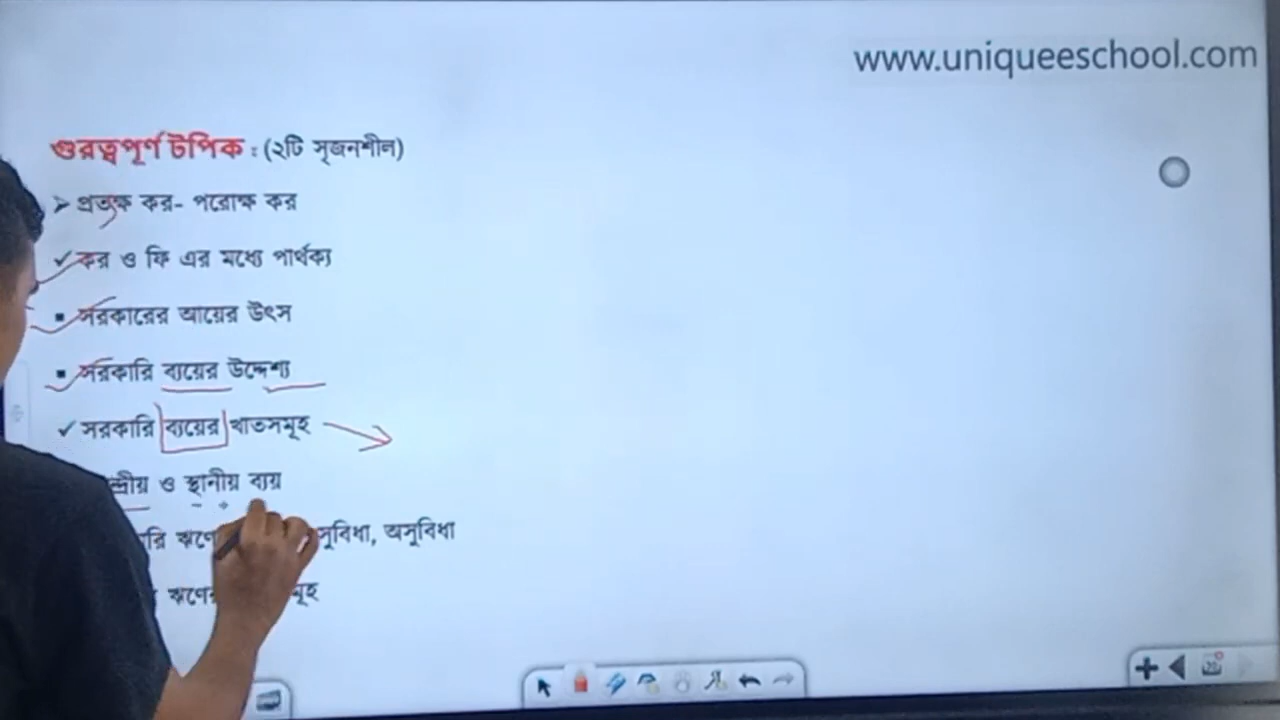 www.uniqueeschool.com
গুরত্বপূর্ণ টপিক : (২টি সৃজনশীল)
➢ প্রত্যক্ষ কর- পরোক্ষ কর
✓ কর ও ফি এর মধ্যে পার্থক্য
▪ সরকারের আয়ের উৎস
▪ সরকারি ব্যয়ের উদ্দেশ্য
✓ সরকারি ব্যয়ের খাতসমূহ
ও স্থানীয় ব্যয়
সুবিধা, অসুবিধা
ঋণের